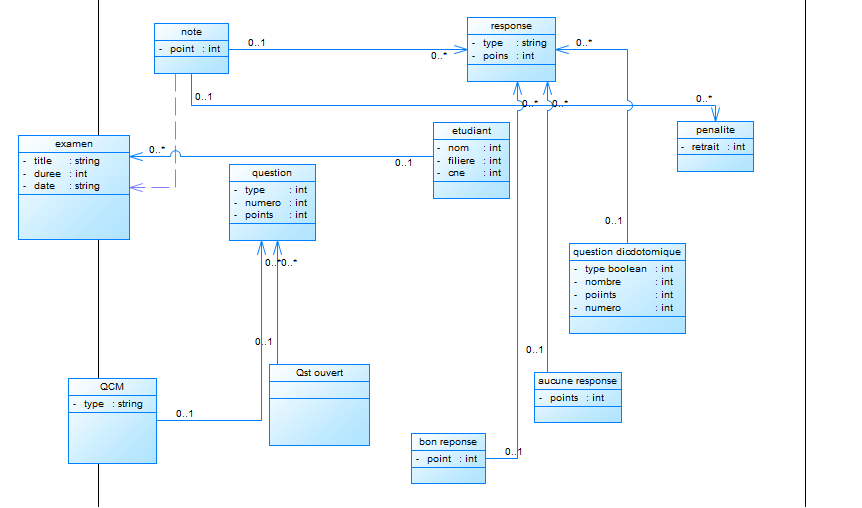 note
- point : int
response
- type : string
- poins : int
0..1
0..*
0..*
0..1
0..*
0..*
0..*
examen
- title : string
- duree : int
- date : string
0..*
0..1
etudiant
- nom : int
- filiere : int
- cne : int
penalite
- retrait : int
question
- type : int
- numero : int
- points : int
0..1
question dicdotomique
- type boolean : int
- nombre : int
- poiints : int
- numero : int
0..*
0..*
0..1
0..1
QCM
- type : string
Qst ouvert
aucune response
- points : int
0..1
bon reponse
- point : int
0..1